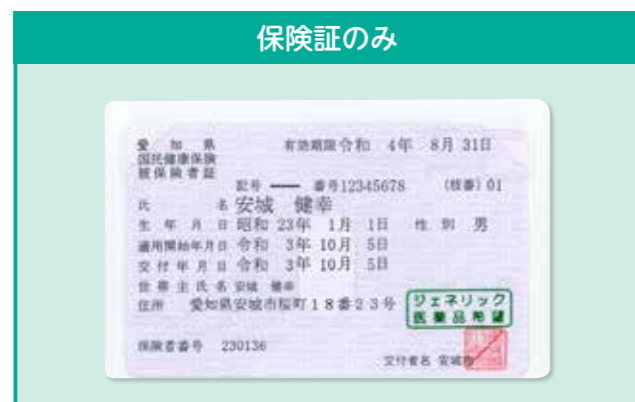 保険証のみ
愛知県 有効期限 令和 4年 8月 31日
国民健康保険
被保険者証
記号 ━━ 番号12345678 (枝番) 01
氏名 安城 健幸
生年月日 昭和 23年 1月 1日 性別 男
適用開始年月日 令和 3年 10月 5日
交付年月日 令和 3年 10月 5日
世帯主氏名 安城 健幸
住所 愛知県安城市桜町18番23号
ジェネリック
医薬品希望
保険者番号 230136
交付者名 安城市